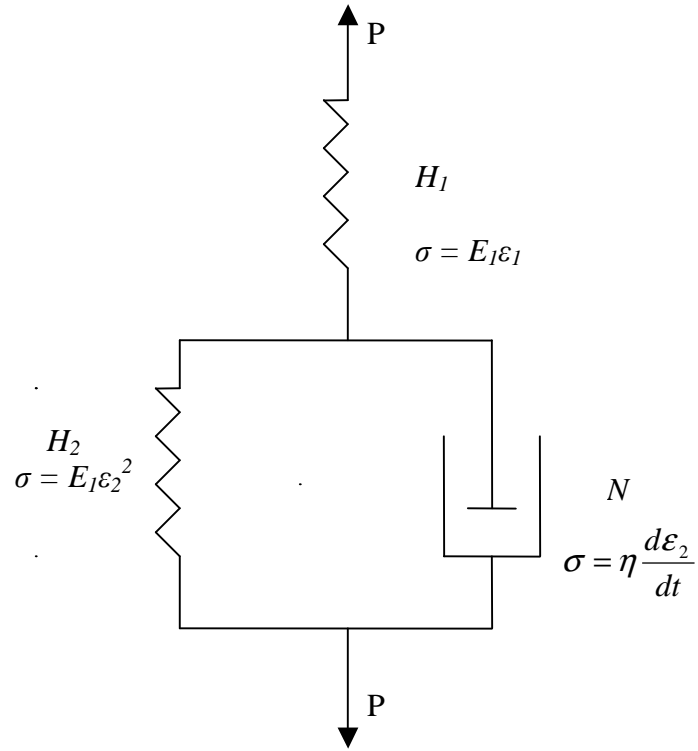 P
H₁
σ = E₁ε₁
H₂
σ = E₁ε₂²
N
σ = η dε₂/dt
P